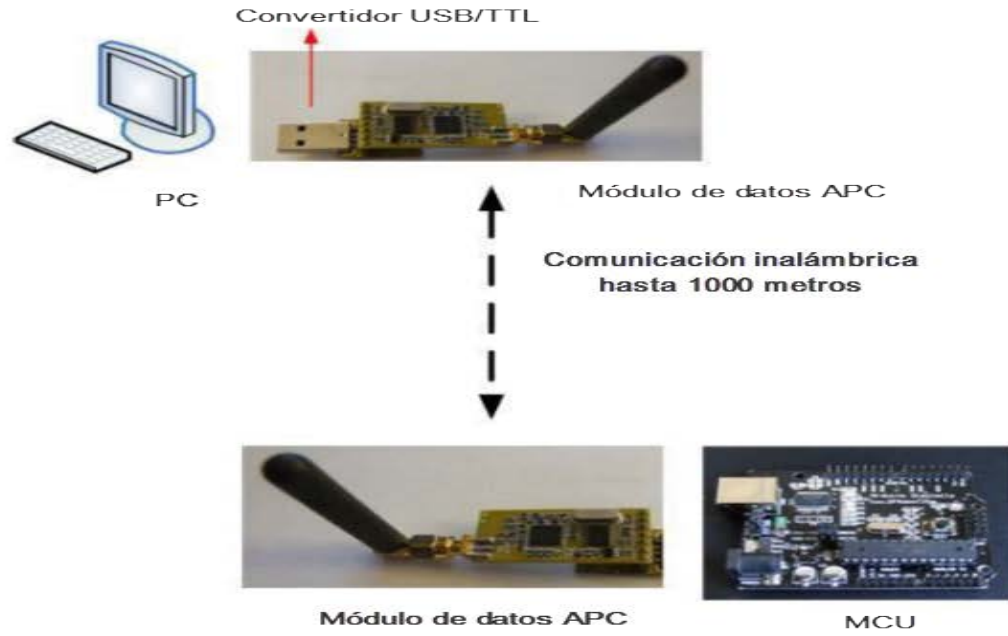 Convertidor USB/TTL
PC
Módulo de datos APC
Comunicación inalámbrica
hasta 1000 metros
Módulo de datos APC
MCU